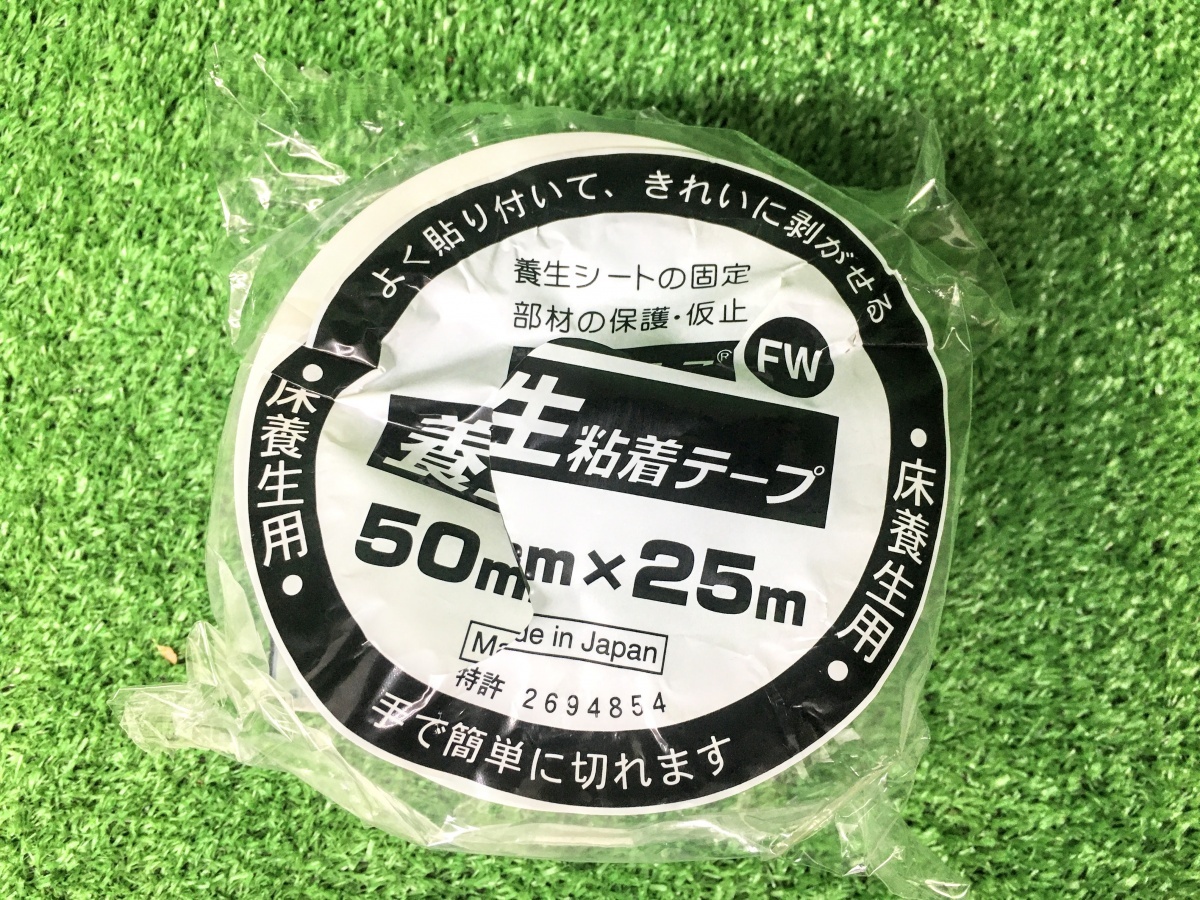 よく貼り付いて、きれいに剥がせる
養生シートの固定
部材の保護・仮止
ー®
FW
養生粘着テープ
50mm×25m
Made in Japan
特許 2694854
床養生用
床養生用
手で簡単に切れます